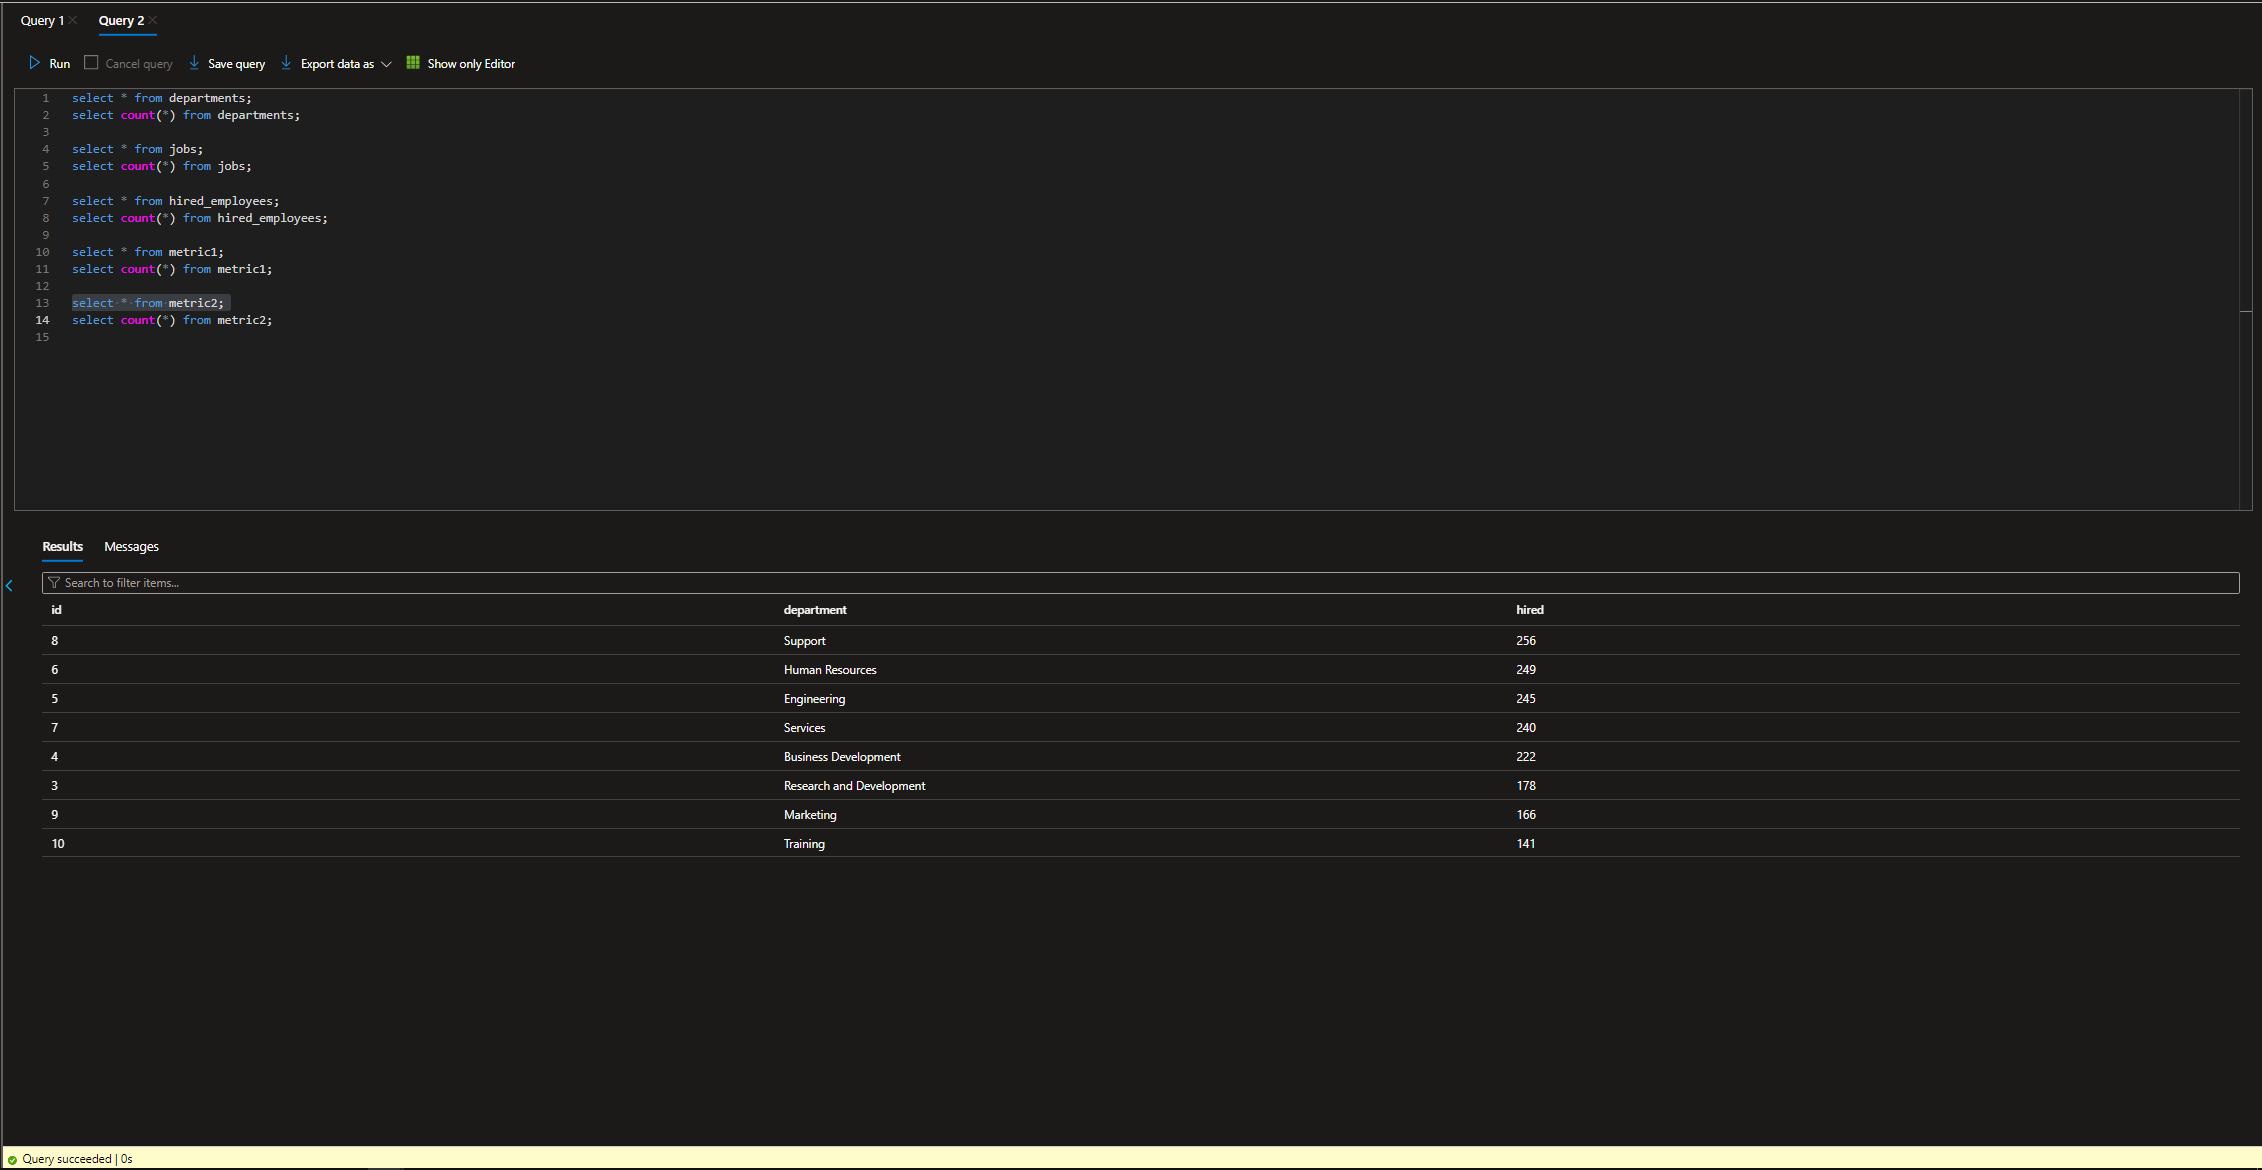 Query 1 Query 2
Run Cancel query Save query Export data as Show only Editor
1 select * from departments;
2 select count(*) from departments;
3
4 select * from jobs;
5 select count(*) from jobs;
6
7 select * from hired_employees;
8 select count(*) from hired_employees;
9
10 select * from metric1;
11 select count(*) from metric1;
12
13 select * from metric2;
14 select count(*) from metric2;
15
Results Messages
Search to filter items...
id department hired
8 Support 256
6 Human Resources 249
5 Engineering 245
7 Services 240
4 Business Development 222
3 Research and Development 178
9 Marketing 166
10 Training 141
Query succeeded | 0s